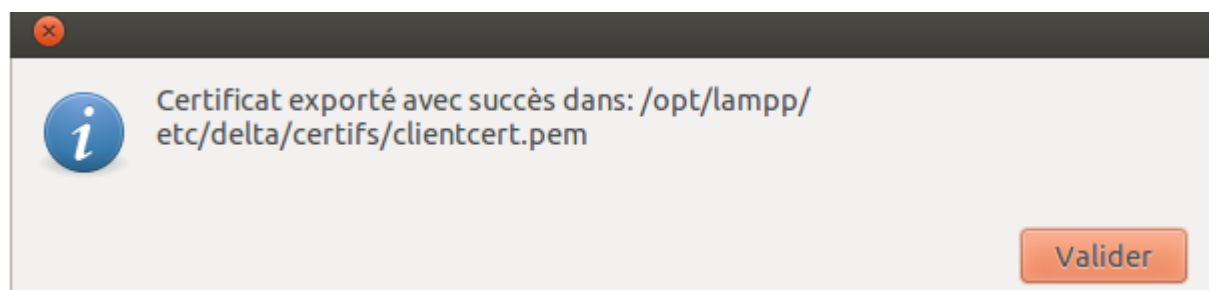 Certificat exporté avec succès dans: /opt/lampp/
etc/delta/certifs/clientcert.pem
Valider